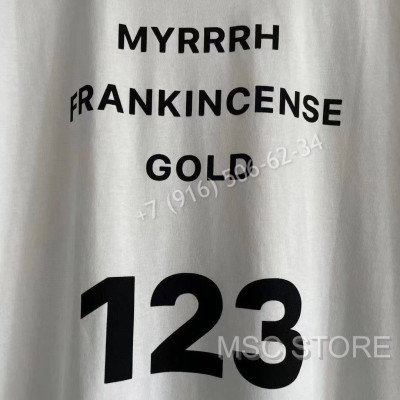 MYRRRH
FRANKINCENSE
GOLD
+7 (916) 506-62-34
123
MSC STORE